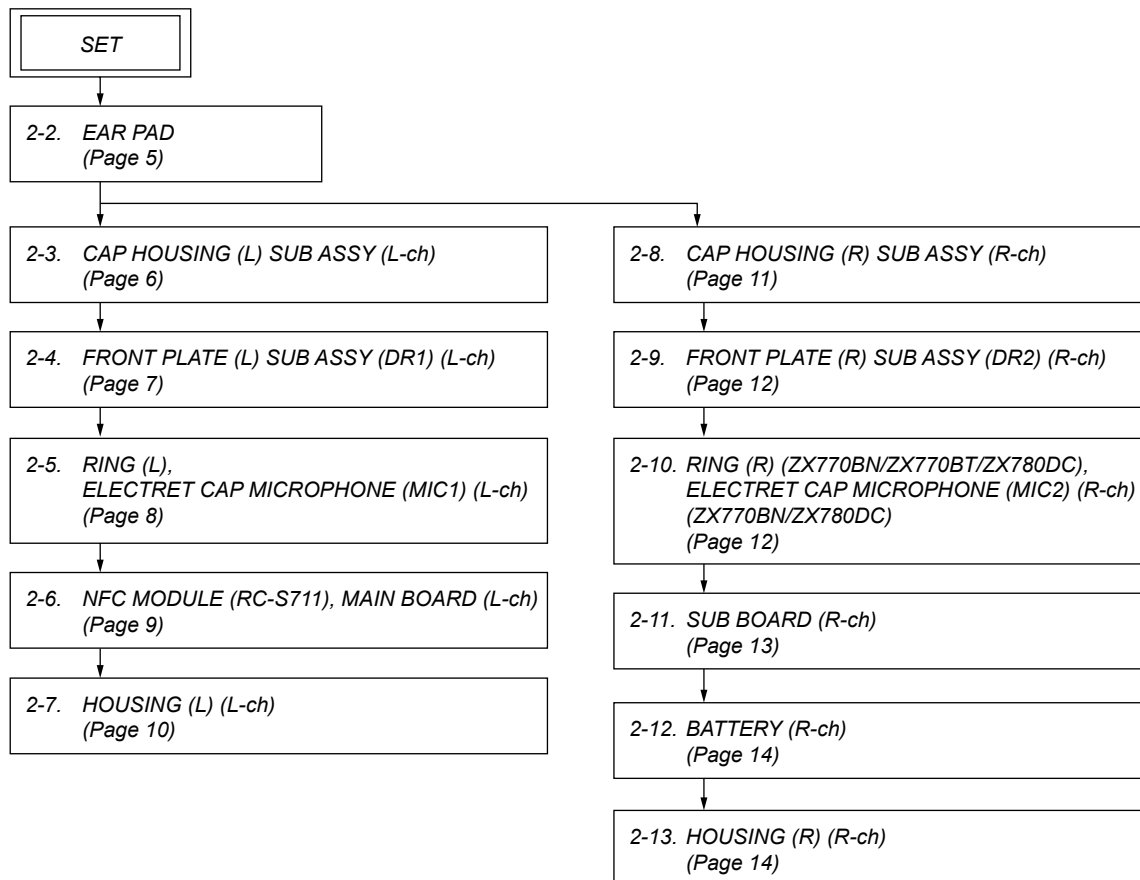 SET
2-2. EAR PAD
(Page 5)
2-3. CAP HOUSING (L) SUB ASSY (L-ch)
(Page 6)
2-4. FRONT PLATE (L) SUB ASSY (DR1) (L-ch)
(Page 7)
2-5. RING (L),
ELECTRET CAP MICROPHONE (MIC1) (L-ch)
(Page 8)
2-6. NFC MODULE (RC-S711), MAIN BOARD (L-ch)
(Page 9)
2-7. HOUSING (L) (L-ch)
(Page 10)
2-8. CAP HOUSING (R) SUB ASSY (R-ch)
(Page 11)
2-9. FRONT PLATE (R) SUB ASSY (DR2) (R-ch)
(Page 12)
2-10. RING (R) (ZX770BN/ZX770BT/ZX780DC),
ELECTRET CAP MICROPHONE (MIC2) (R-ch)
(ZX770BN/ZX780DC)
(Page 12)
2-11. SUB BOARD (R-ch)
(Page 13)
2-12. BATTERY (R-ch)
(Page 14)
2-13. HOUSING (R) (R-ch)
(Page 14)